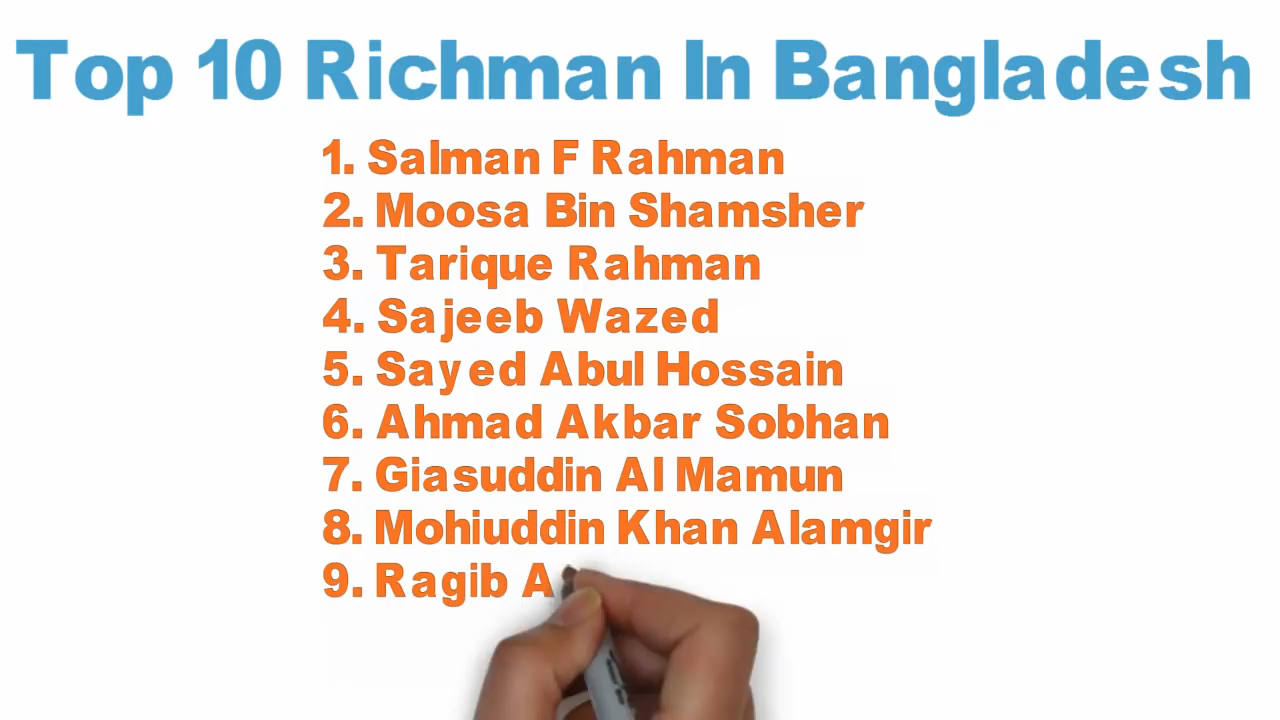 Top 10 Richman In Bangladesh
1. Salman F Rahman
2. Moosa Bin Shamsher
3. Tarique Rahman
4. Sajeeb Wazed
5. Sayed Abul Hossain
6. Ahmad Akbar Sobhan
7. Giasuddin Al Mamun
8. Mohiuddin Khan Alamgir
9. Ragib A